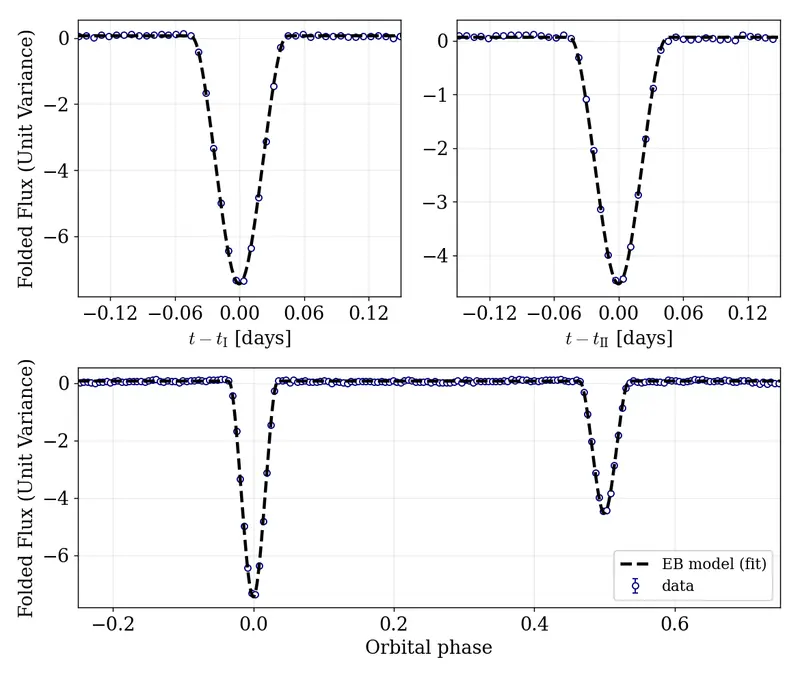 Folded Flux (Unit Variance)
0
−2
−4
−6
−0.12 −0.06 0.00 0.06 0.12
t − t_I [days]
0
−1
−2
−3
−4
−0.12 −0.06 0.00 0.06 0.12
t − t_II [days]
Folded Flux (Unit Variance)
0
−2
−4
−6
−0.2 0.0 0.2 0.4 0.6
Orbital phase
EB model (fit)
data